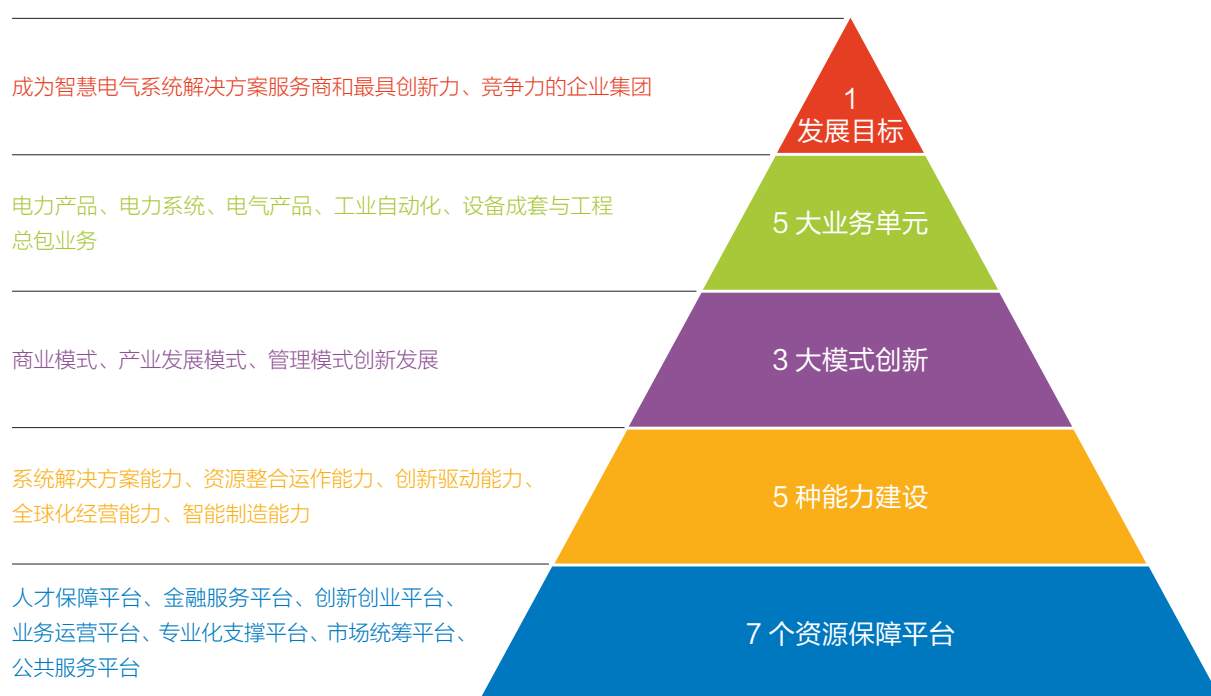 成为智慧电气系统解决方案服务商和最具创新力、竞争力的企业集团
1
发展目标
电力产品、电力系统、电气产品、工业自动化、设备成套与工程
总包业务
5 大业务单元
商业模式、产业发展模式、管理模式创新发展
3 大模式创新
系统解决方案能力、资源整合运作能力、创新驱动能力、
全球化经营能力、智能制造能力
5 种能力建设
人才保障平台、金融服务平台、创新创业平台、
业务运营平台、专业化支撑平台、市场统筹平台、
公共服务平台
7 个资源保障平台